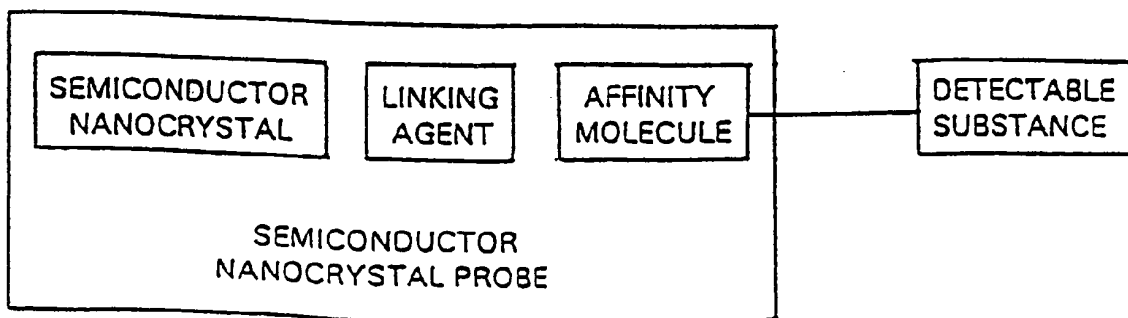 SEMICONDUCTOR
NANOCRYSTAL
LINKING
AGENT
AFFINITY
MOLECULE
DETECTABLE
SUBSTANCE
SEMICONDUCTOR
NANOCRYSTAL PROBE